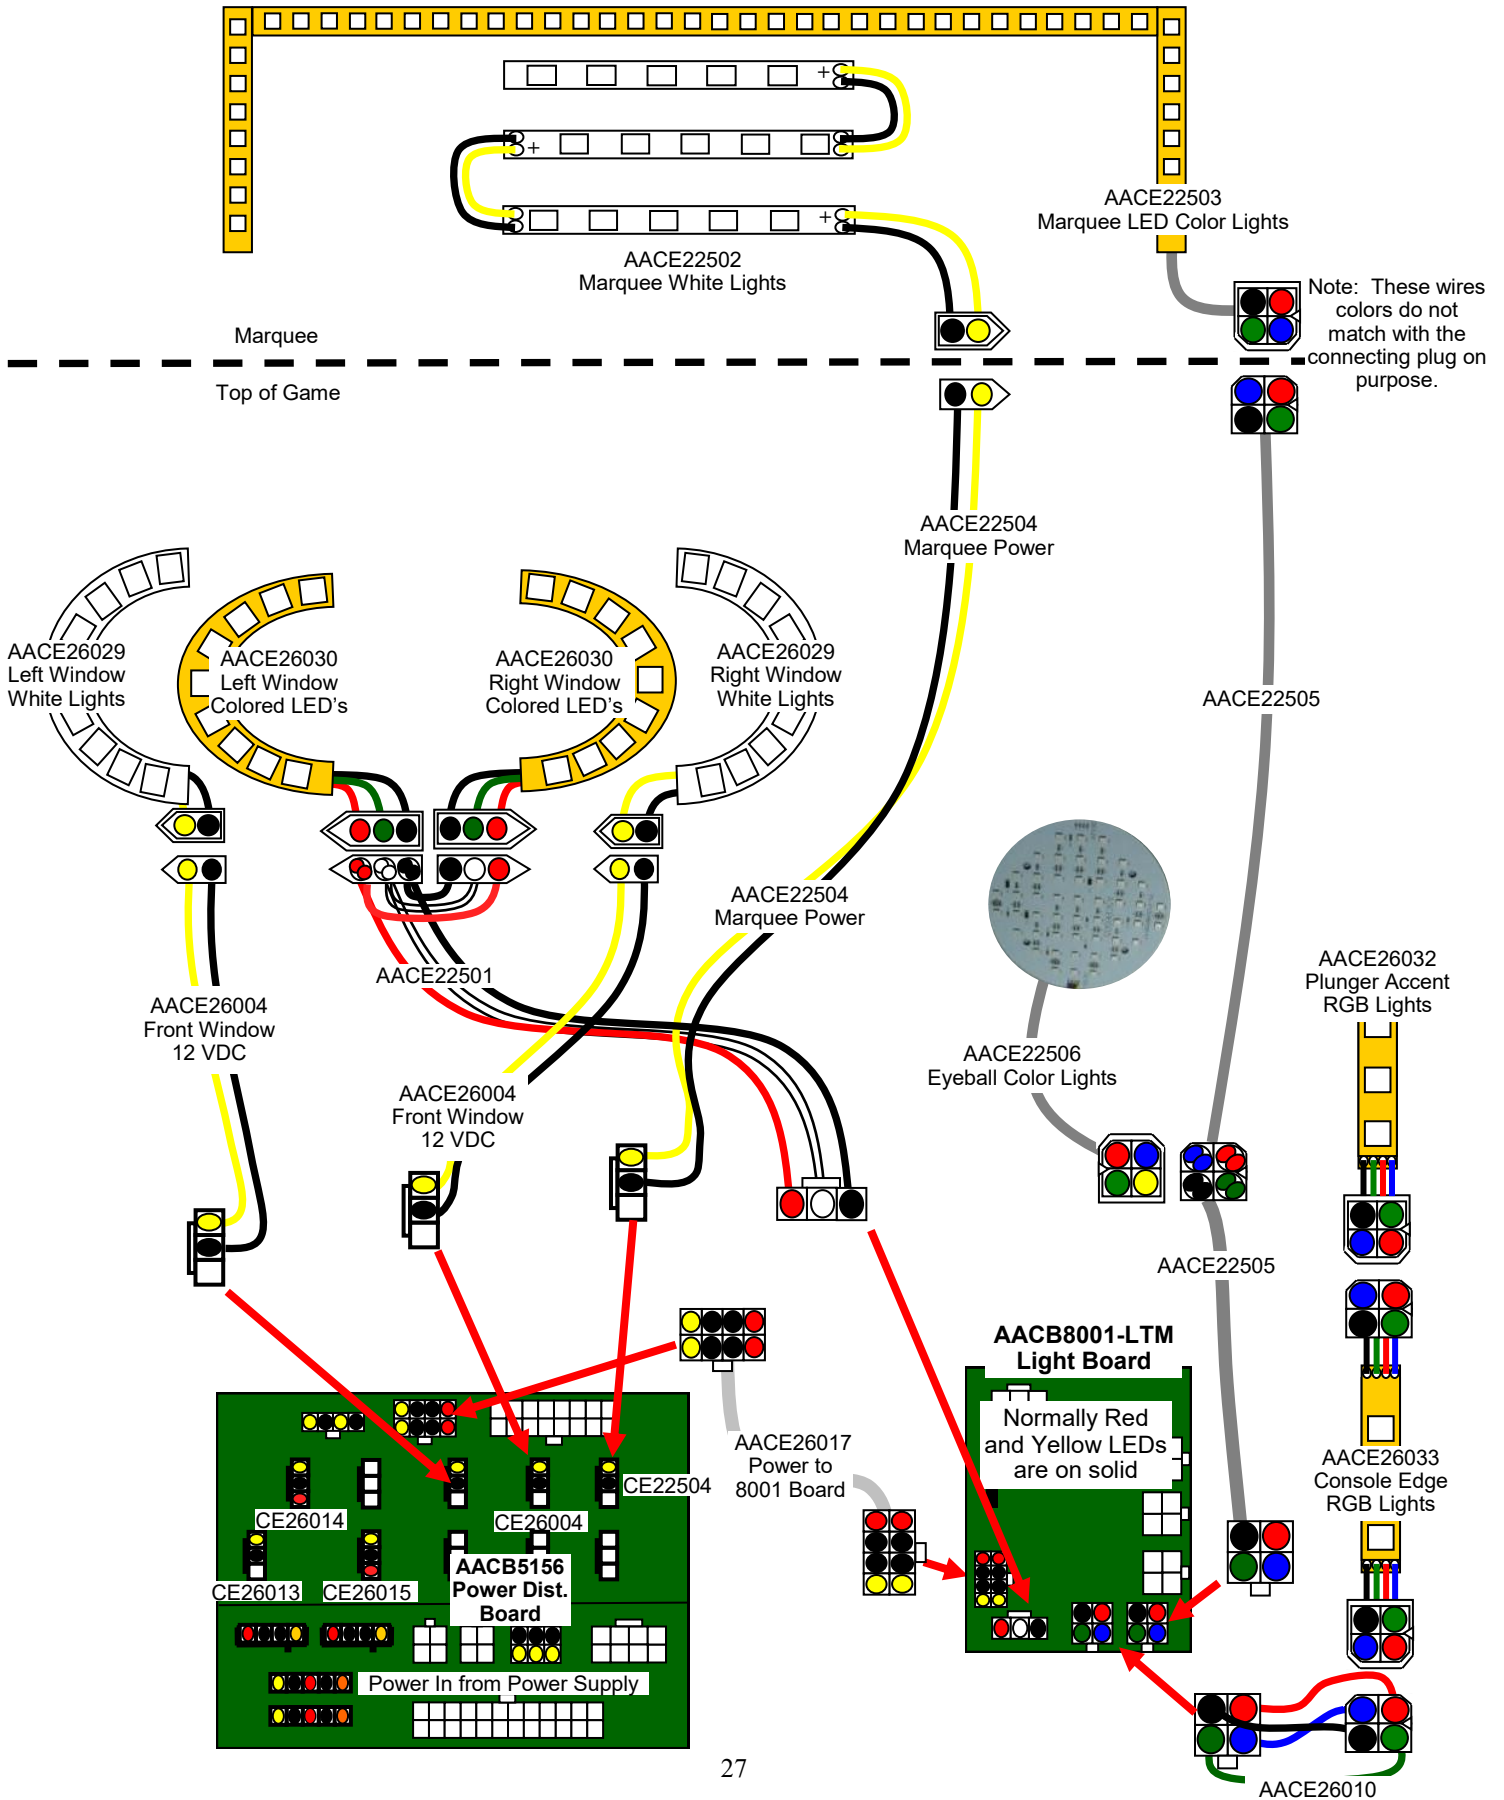 +
+
+
AACE22503
Marquee LED Color Lights
AACE22502
Marquee White Lights
Note: These wires
colors do not
match with the
connecting plug on
purpose.
Marquee
Top of Game
AACE22504
Marquee Power
AACE26029
Left Window
White Lights
AACE26030
Left Window
Colored LED's
AACE26030
Right Window
Colored LED's
AACE26029
Right Window
White Lights
AACE22505
AACE22504
Marquee Power
AACE22501
AACE26032
Plunger Accent
RGB Lights
AACE26004
Front Window
12 VDC
AACE22506
Eyeball Color Lights
AACE26004
Front Window
12 VDC
AACE22505
AACB8001-LTM
Light Board
Normally Red
and Yellow LEDs
are on solid
AACE26017
Power to
8001 Board
AACE26033
Console Edge
RGB Lights
CE22504
CE26014
CE26004
CE26013
CE26015
AACB5156
Power Dist.
Board
Power In from Power Supply
27
AACE26010